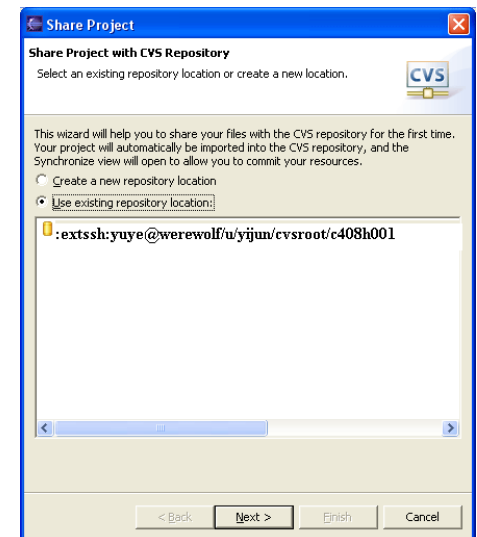 Share Project
Share Project with CVS Repository
Select an existing repository location or create a new location.
CVS
This wizard will help you to share your files with the CVS repository for the first time.
Your project will automatically be imported into the CVS repository, and the
Synchronize view will open to allow you to commit your resources.
Create a new repository location
Use existing repository location:
:extssh:yuye@werewolf/u/yijun/cvsroot/c408h001
< Back Next > Finish Cancel